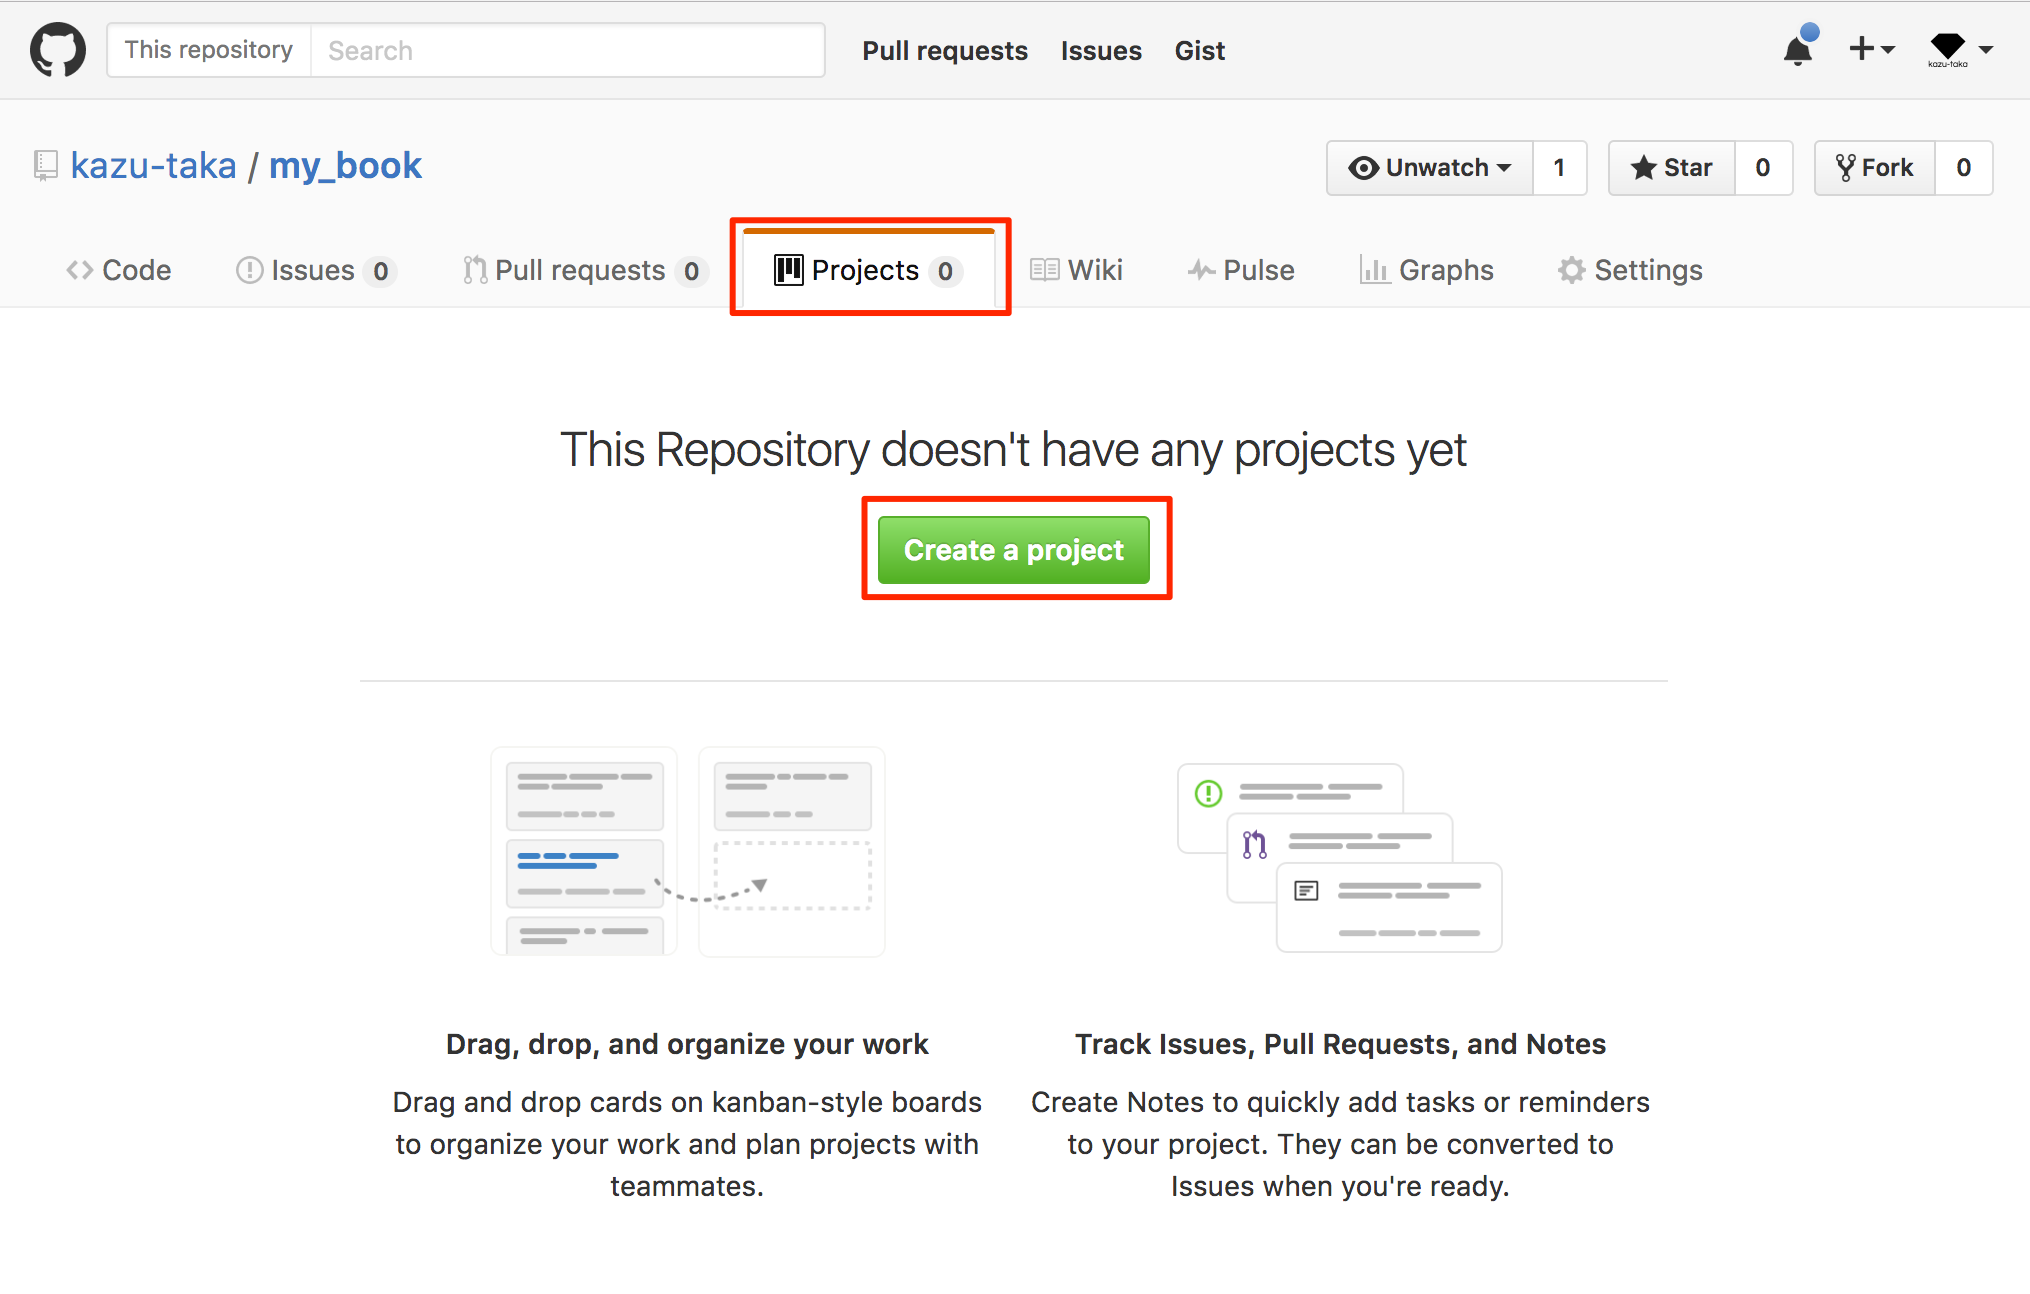 This repository Search Pull requests Issues Gist
kazu-taka
kazu-taka / my_book Unwatch 1 Star 0 Fork 0
Code Issues 0 Pull requests 0 Projects 0 Wiki Pulse Graphs Settings
This Repository doesn't have any projects yet
Create a project
Drag, drop, and organize your work
Drag and drop cards on kanban-style boards
to organize your work and plan projects with
teammates.
Track Issues, Pull Requests, and Notes
Create Notes to quickly add tasks or reminders
to your project. They can be converted to
Issues when you're ready.